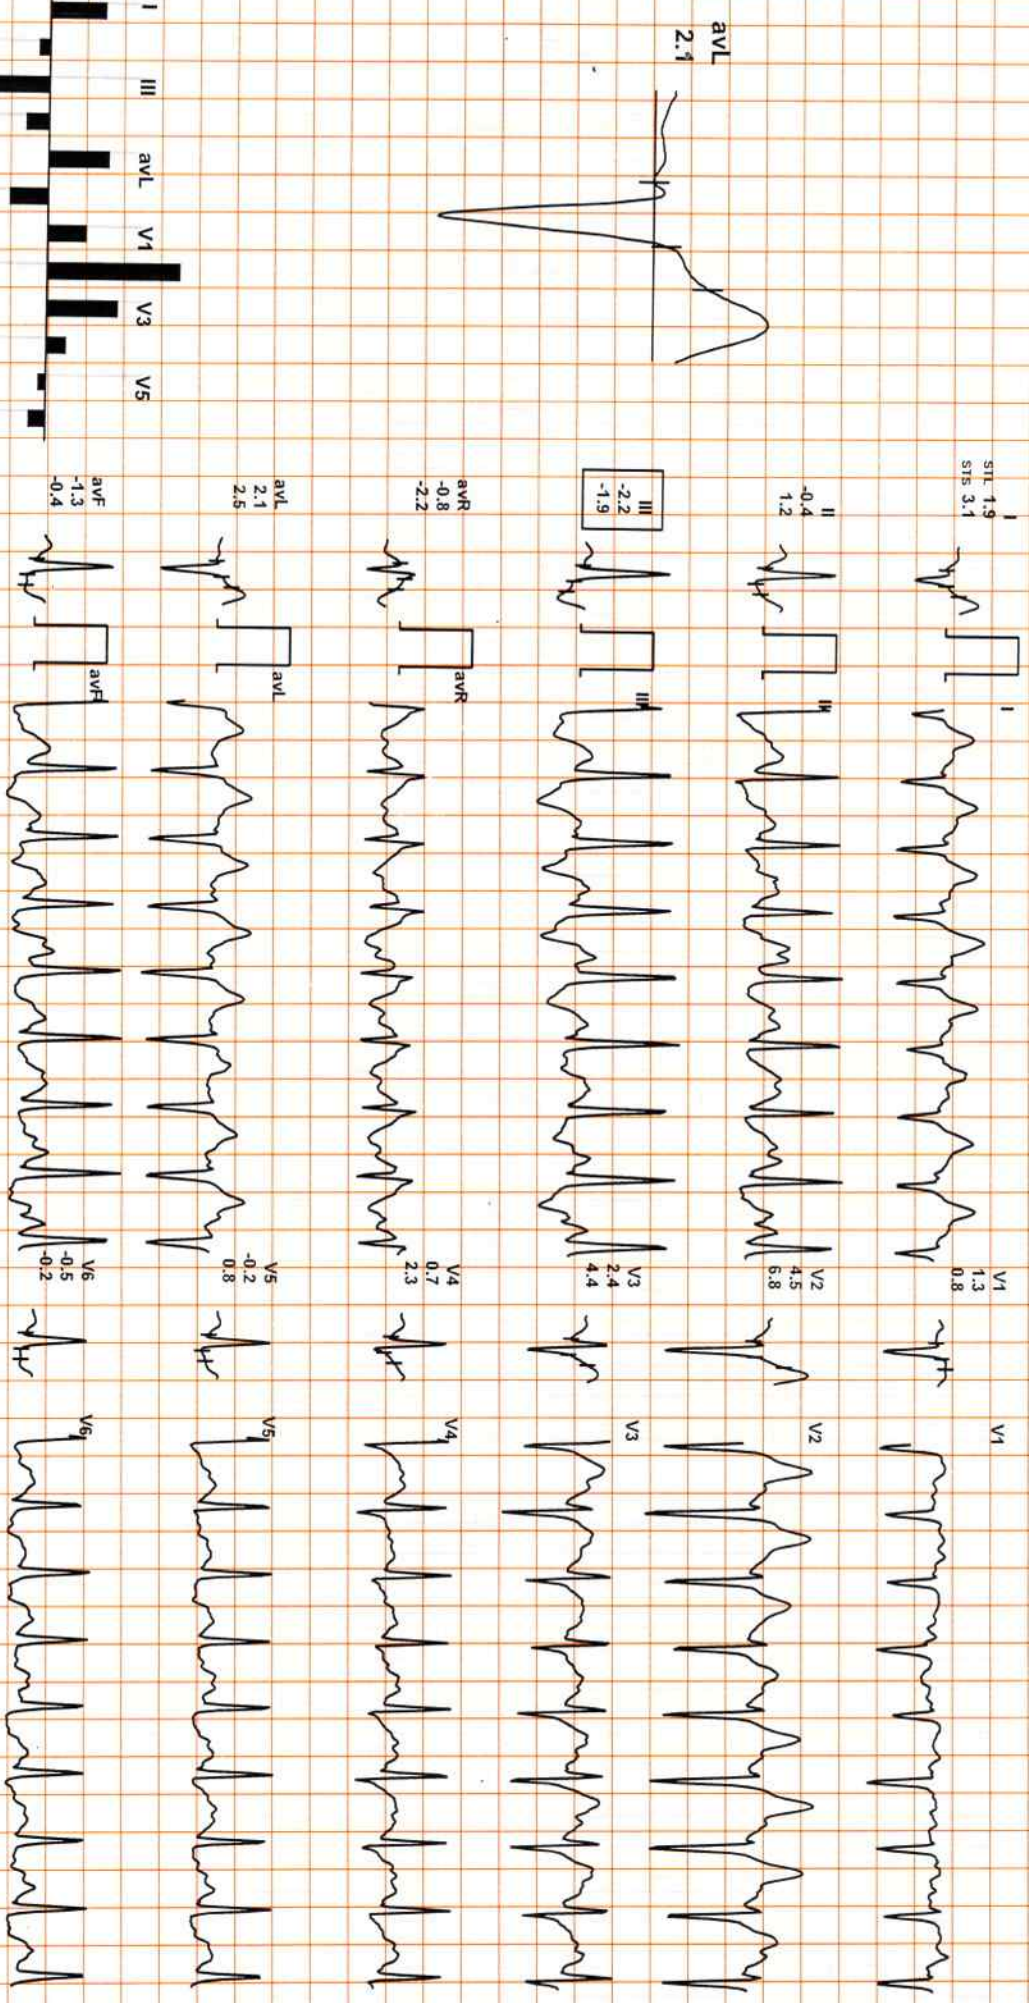 avL
2.1
I
III
avL
V1
V3
V5
I
STL 1.9
STS 3.1
II
-0.4
1.2
III
-2.2
-1.9
avR
-0.8
-2.2
avL
2.1
2.5
avF
-1.3
-0.4
I
II
III
avR
avL
avF
V1
1.3
0.8
V2
4.5
6.8
V3
2.4
4.4
V4
0.7
2.3
V5
-0.2
0.8
V6
-0.5
-0.2
V1
V2
V3
V4
V5
V6